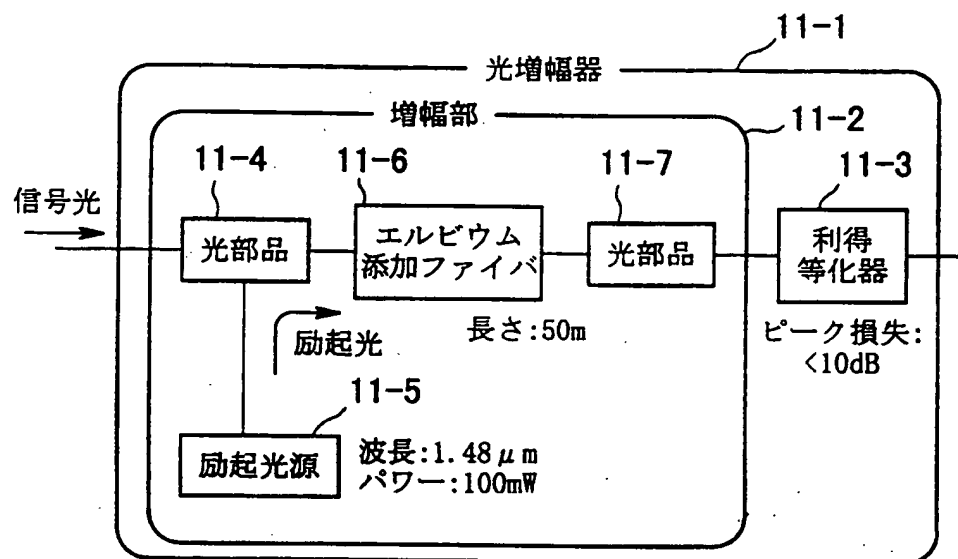 11-1
光増幅器
増幅部
11-2
11-4
11-6
11-7
11-3
信号光
光部品
エルビウム
添加ファイバ
光部品
利得
等化器
励起光
長さ:50m
ピーク損失:
<10dB
11-5
励起光源
波長:1.48μm
パワー:100mW